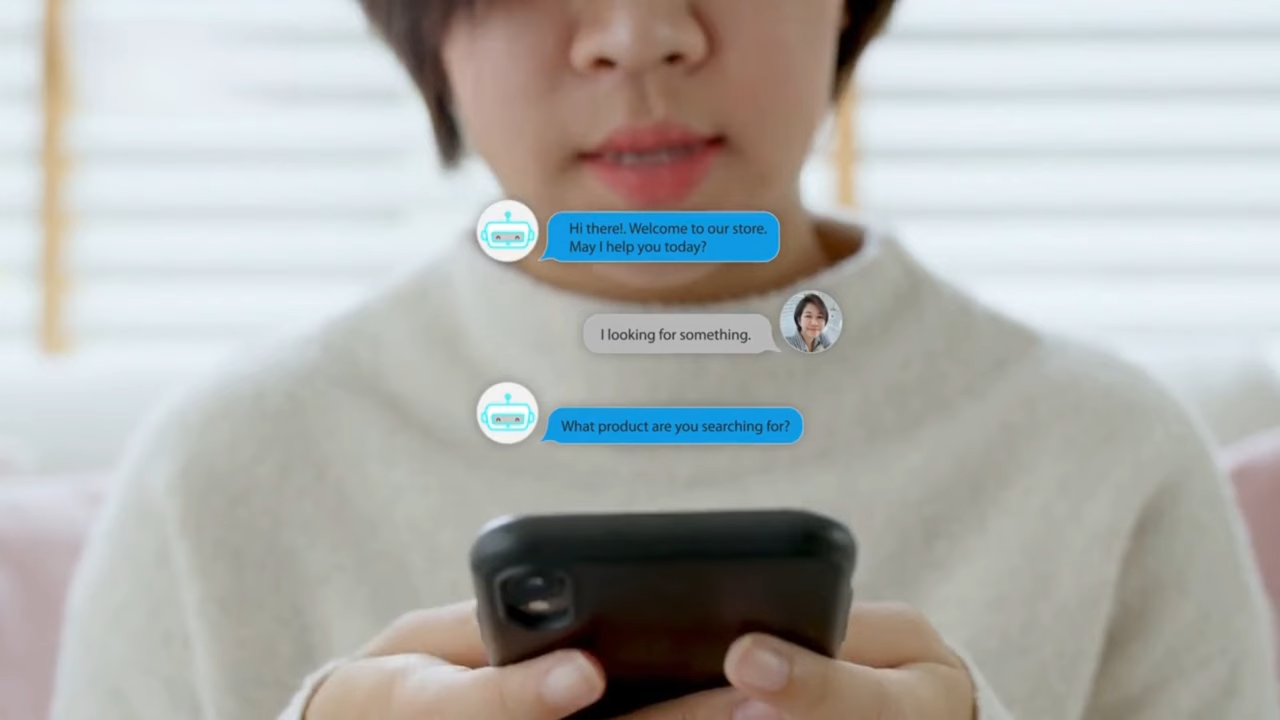 Hi there!. Welcome to our store.
May I help you today?
I looking for something.
What product are you searching for?